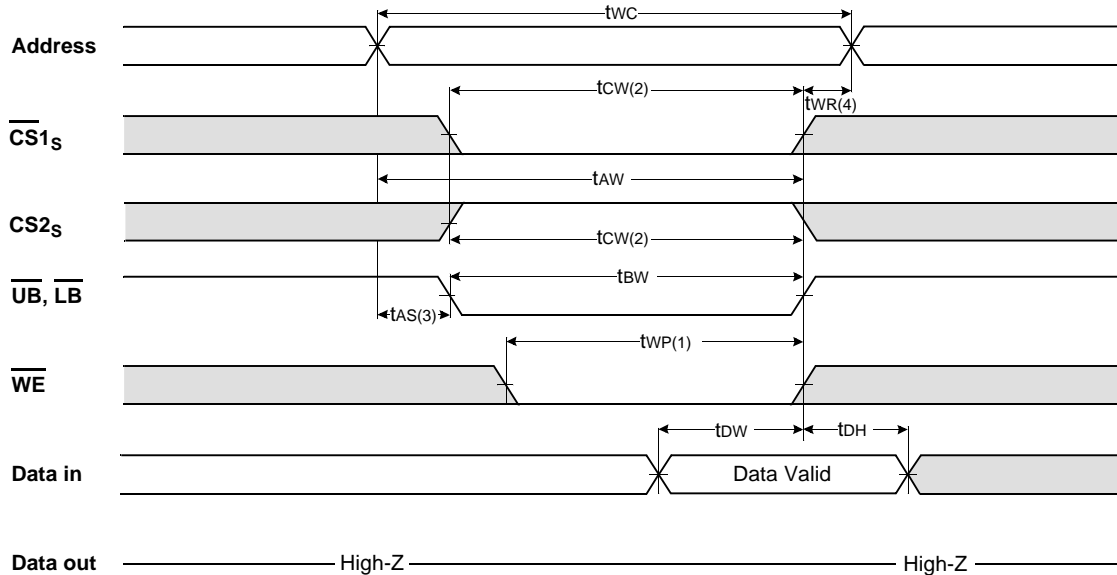 tWC
Address
tCW(2)
tWR(4)
CS1S
tAW
CS2S
tCW(2)
tBW
UB, LB
tAS(3)
tWP(1)
WE
tDW
tDH
Data in
Data Valid
Data out
High-Z
High-Z